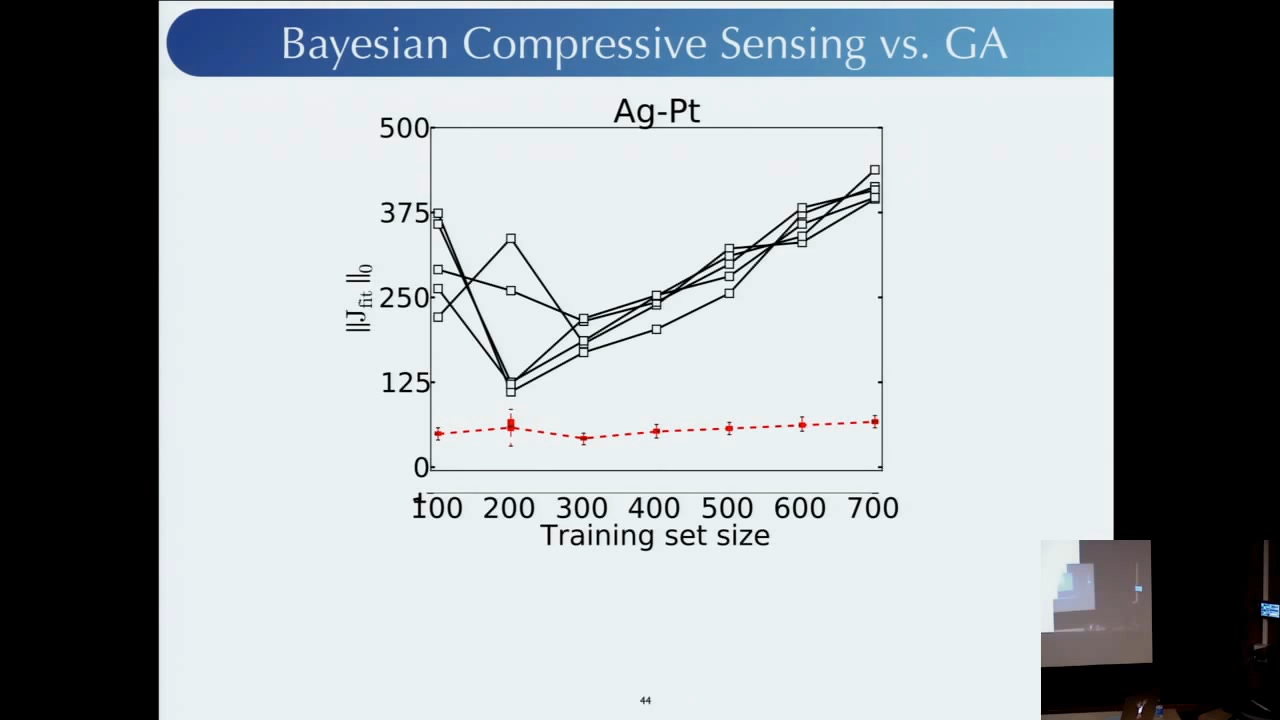 Bayesian Compressive Sensing vs. GA
Ag-Pt
500
375
250
125
0
||J_fit||_0
100 200 300 400 500 600 700
Training set size
44